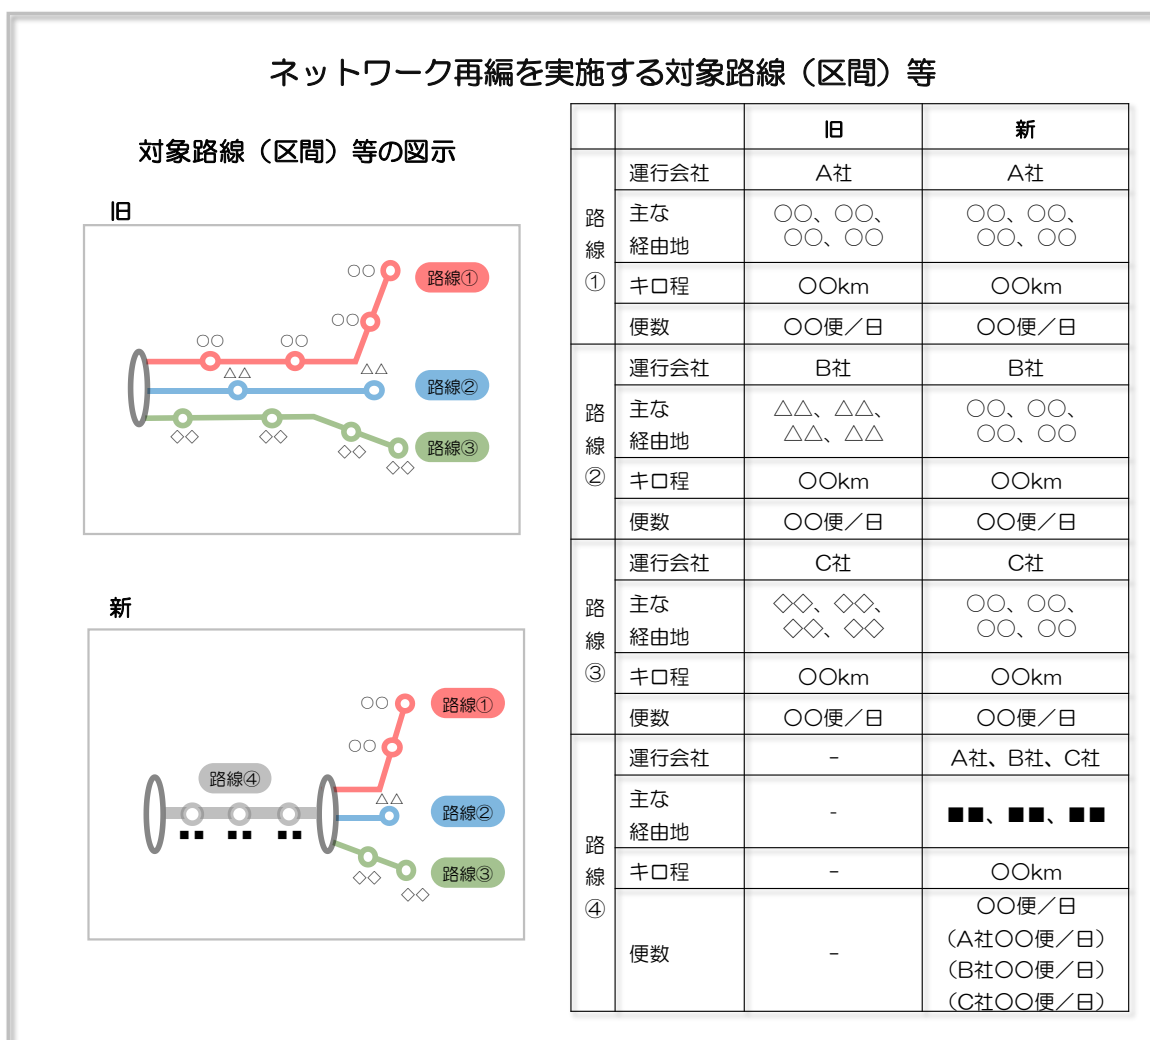 ネットワーク再編を実施する対象路線（区間）等
対象路線（区間）等の図示
旧
○○
路線①
○○
○○
○○
△△
△△
路線②
◇◇
◇◇
◇◇
◇◇
路線③
新
○○
路線①
○○
路線④
△△
路線②
■■
■■
■■
◇◇
◇◇
路線③
旧
新
路線①
運行会社
A社
A社
主な
経由地
○○、○○、
○○、○○
○○、○○、
○○、○○
キロ程
○○km
○○km
便数
○○便／日
○○便／日
路線②
運行会社
B社
B社
主な
経由地
△△、△△、
△△、△△
○○、○○、
○○、○○
キロ程
○○km
○○km
便数
○○便／日
○○便／日
路線③
運行会社
C社
C社
主な
経由地
◇◇、◇◇、
◇◇、◇◇
○○、○○、
○○、○○
キロ程
○○km
○○km
便数
○○便／日
○○便／日
路線④
運行会社
-
A社、B社、C社
主な
経由地
-
■■、■■、■■
キロ程
-
○○km
便数
-
○○便／日
（A社○○便／日）
（B社○○便／日）
（C社○○便／日）